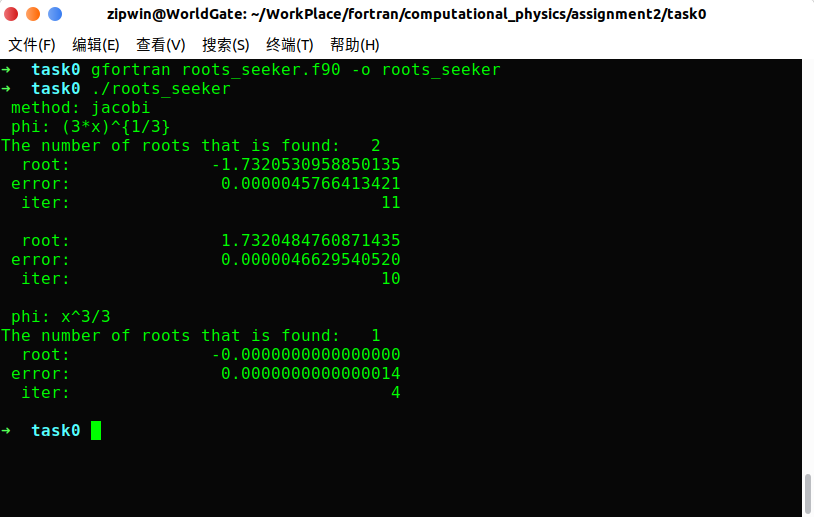 zipwin@WorldGate: ~/WorkPlace/fortran/computational_physics/assignment2/task0
文件(F) 编辑(E) 查看(V) 搜索(S) 终端(T) 帮助(H)
➜  task0 gfortran roots_seeker.f90 -o roots_seeker
➜  task0 ./roots_seeker
 method: jacobi
 phi: (3*x)^{1/3}
The number of roots that is found:   2
  root:              -1.7320530958850135
 error:               0.0000045766413421
  iter:                               11
  root:               1.7320484760871435
 error:               0.0000046629540520
  iter:                               10
 phi: x^3/3
The number of roots that is found:   1
  root:              -0.0000000000000000
 error:               0.0000000000000014
  iter:                                4
➜  task0